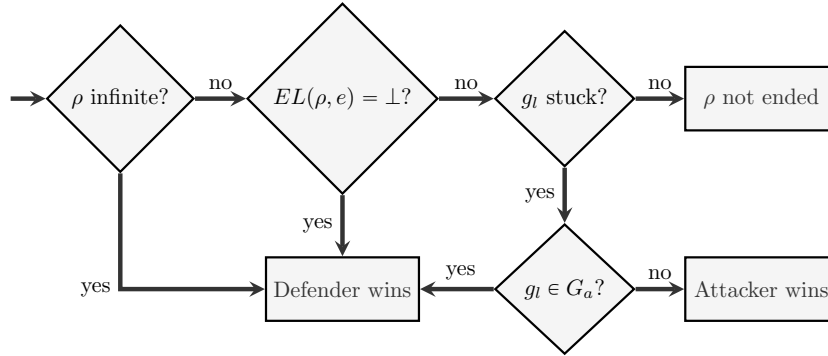 ρ infinite?
no
EL(ρ, e) = ⊥?
no
g_l stuck?
no
ρ not ended
yes
yes
yes
Defender wins
yes
g_l ∈ G_a?
no
Attacker wins